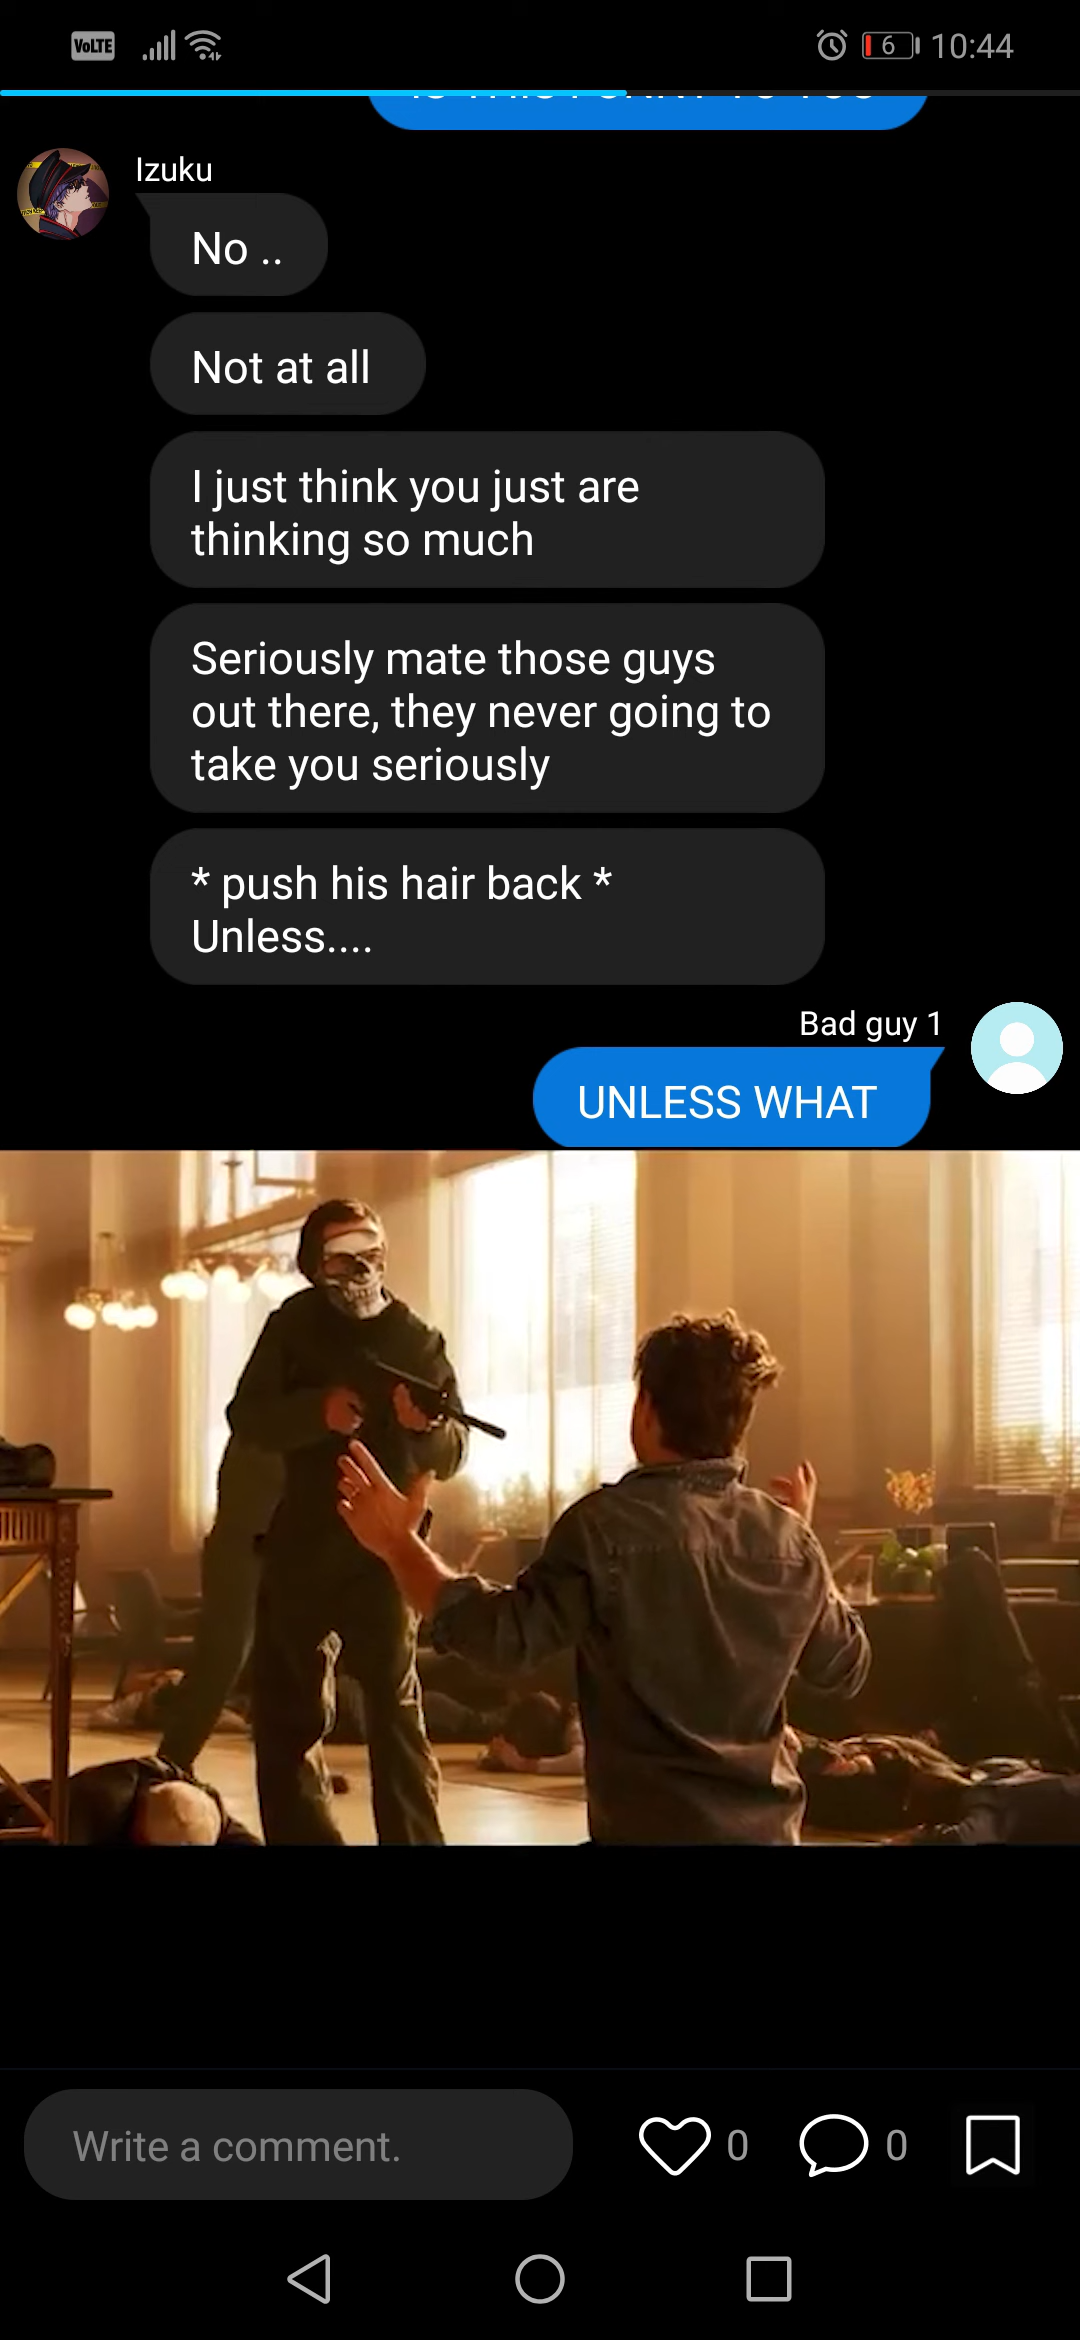 VoLTE
6
10:44
Izuku
No ..
Not at all
I just think you just are
thinking so much
Seriously mate those guys
out there, they never going to
take you seriously
* push his hair back *
Unless....
Bad guy 1
UNLESS WHAT
Write a comment.
0
0